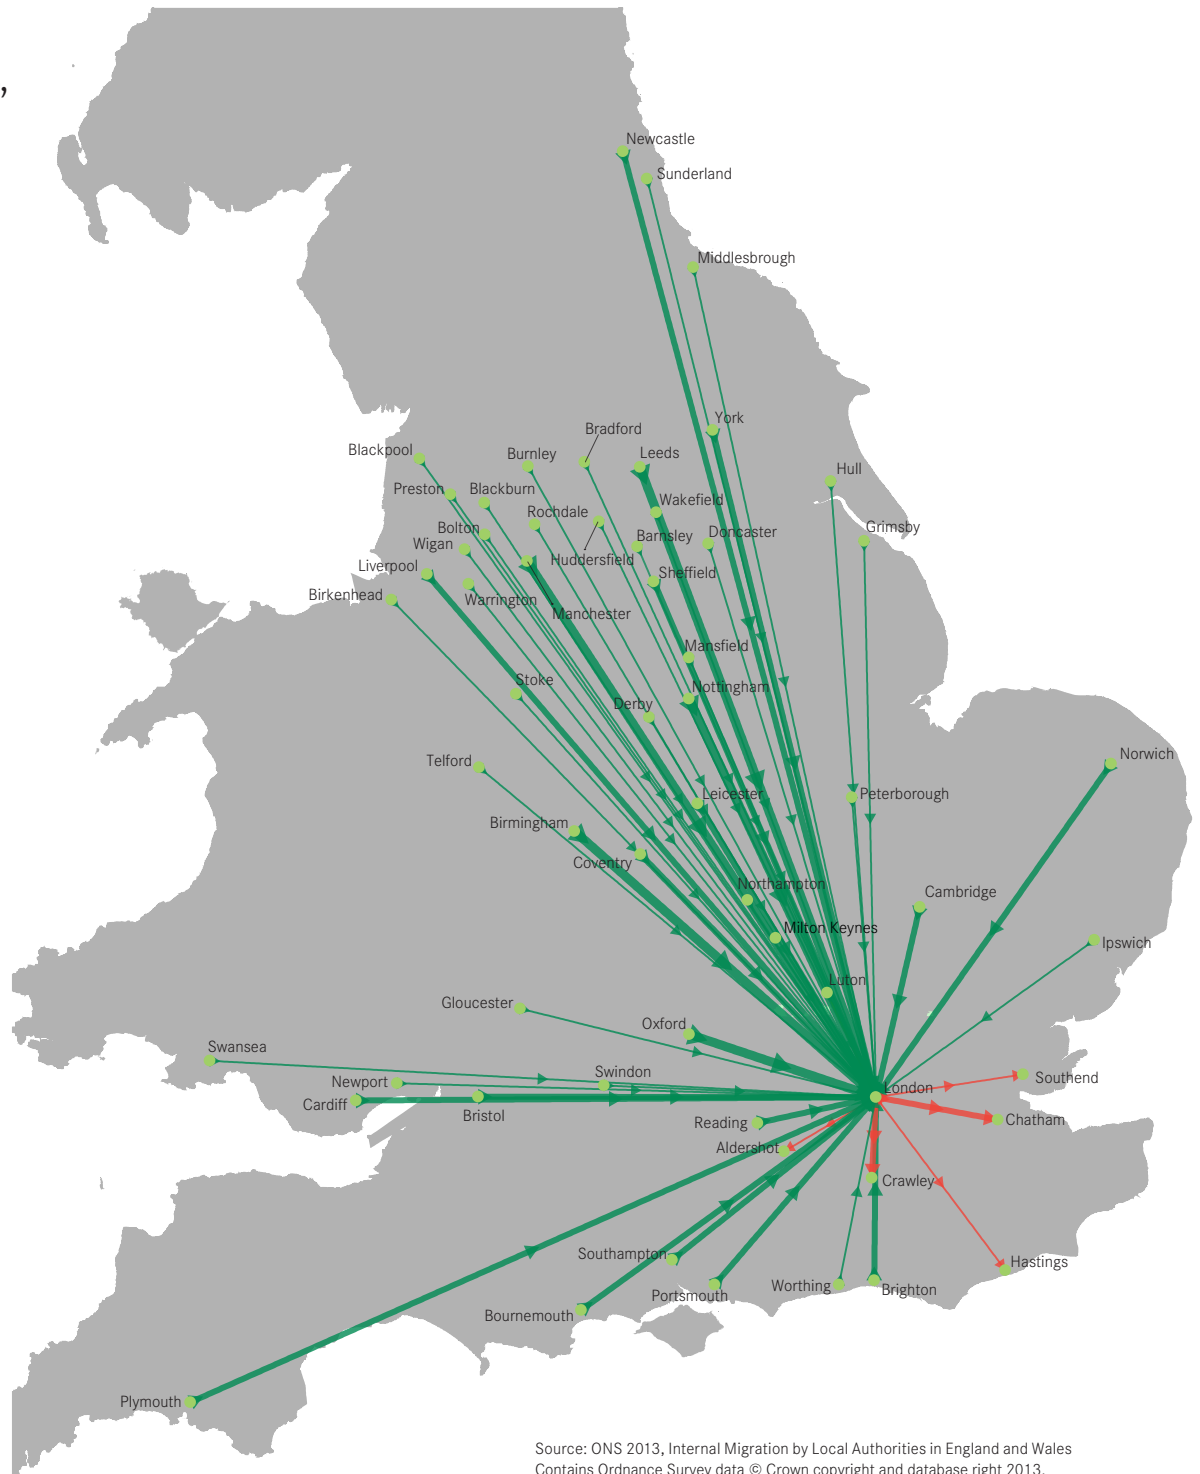 ,
Newcastle
Sunderland
Middlesbrough
York
Bradford
Blackpool
Burnley
Leeds
Hull
Preston
Blackburn
Wakefield
Rochdale
Grimsby
Bolton
Barnsley
Doncaster
Wigan
Huddersfield
Liverpool
Sheffield
Birkenhead
Warrington
Manchester
Mansfield
Stoke
Nottingham
Derby
Norwich
Telford
Leicester
Peterborough
Birmingham
Coventry
Northampton
Cambridge
Milton Keynes
Ipswich
Luton
Gloucester
Oxford
Swansea
Swindon
Southend
Newport
London
Cardiff
Bristol
Reading
Chatham
Aldershot
Crawley
Southampton
Hastings
Worthing
Brighton
Portsmouth
Bournemouth
Plymouth
Source: ONS 2013, Internal Migration by Local Authorities in England and Wales
Contains Ordnance Survey data © Crown copyright and database right 2013.